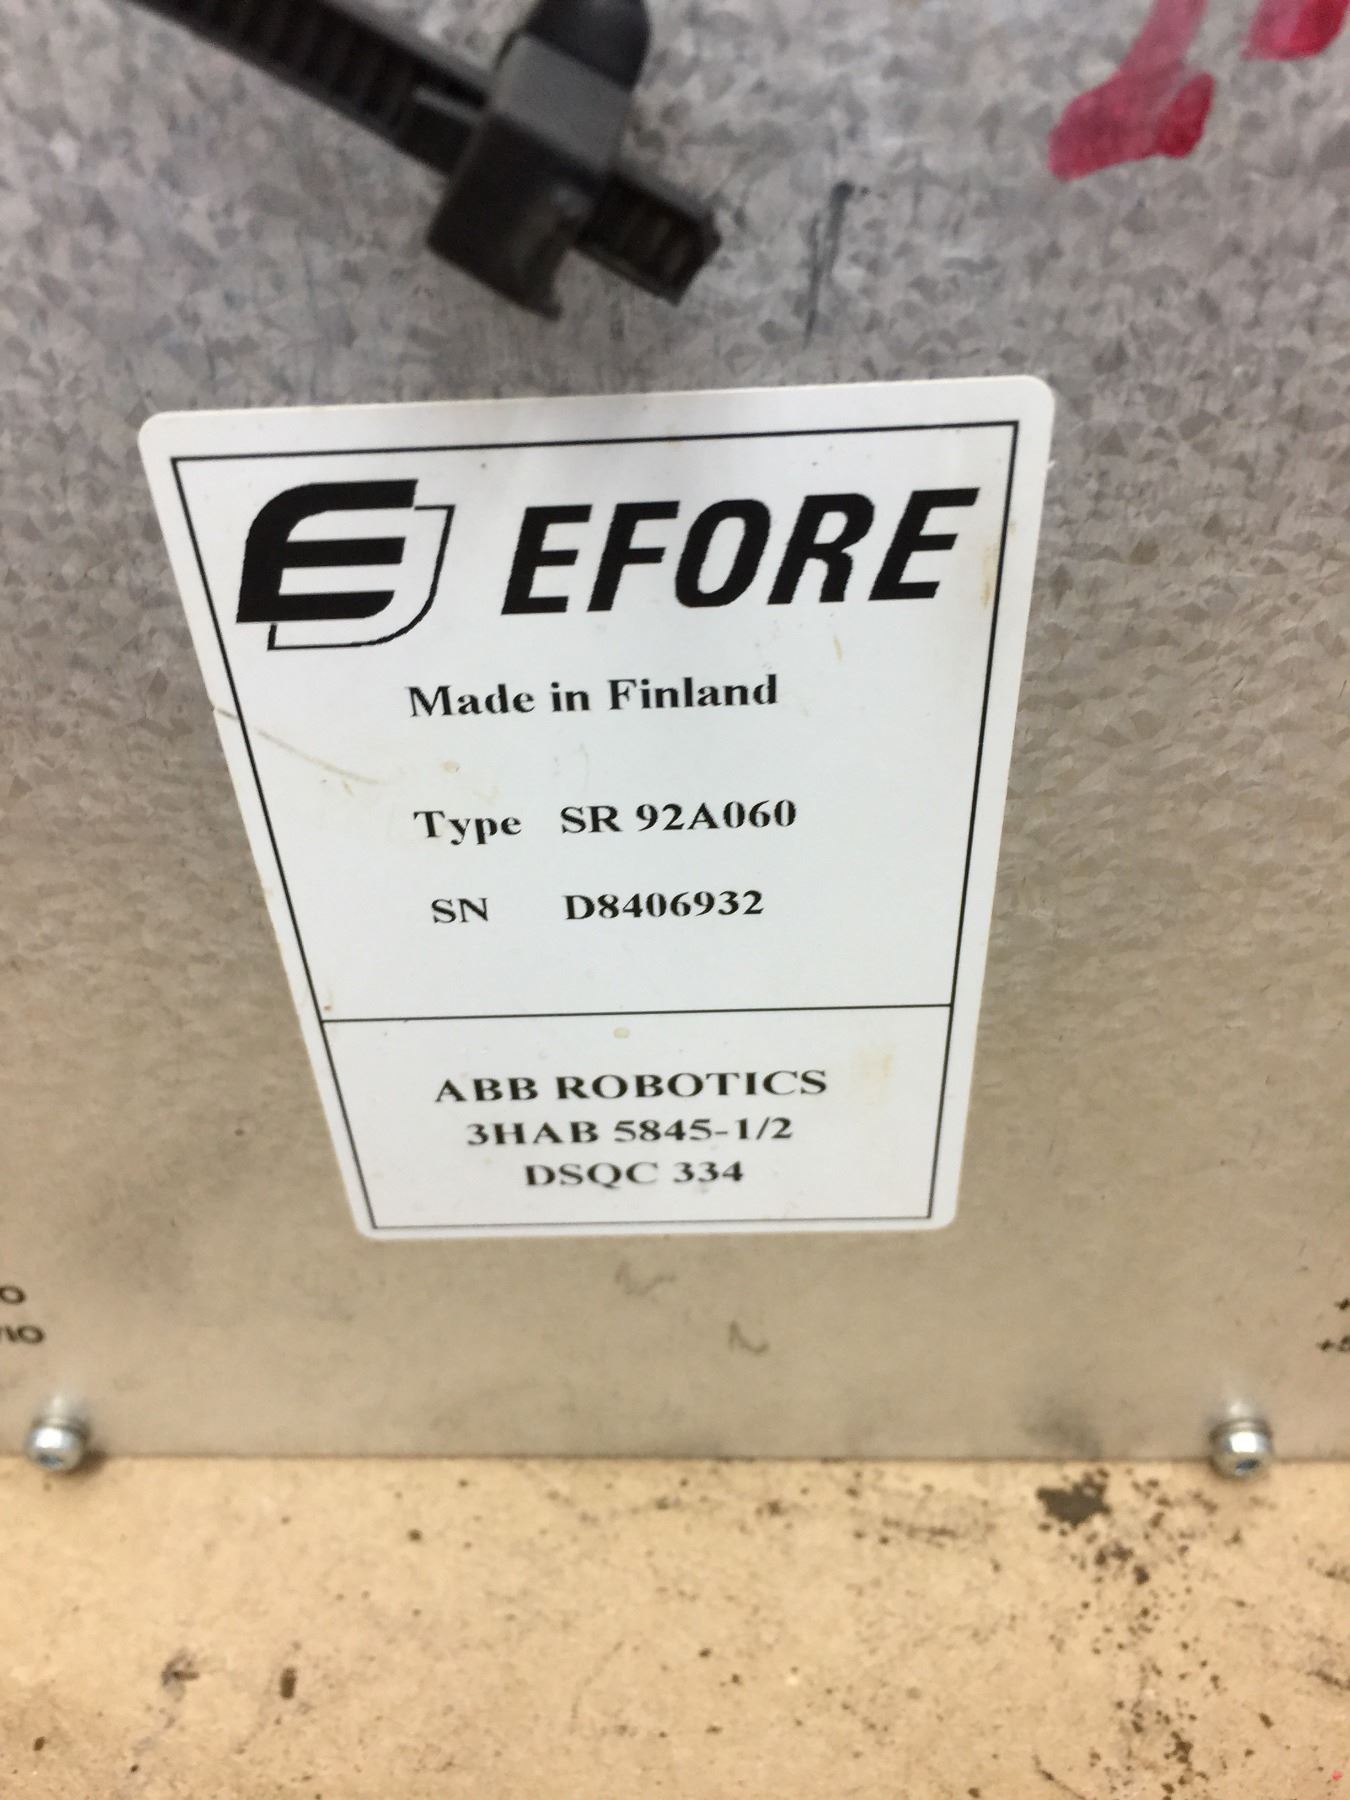 EFORE
Made in Finland
Type SR 92A060
SN D8406932
ABB ROBOTICS
3HAB 5845-1/2
DSQC 334